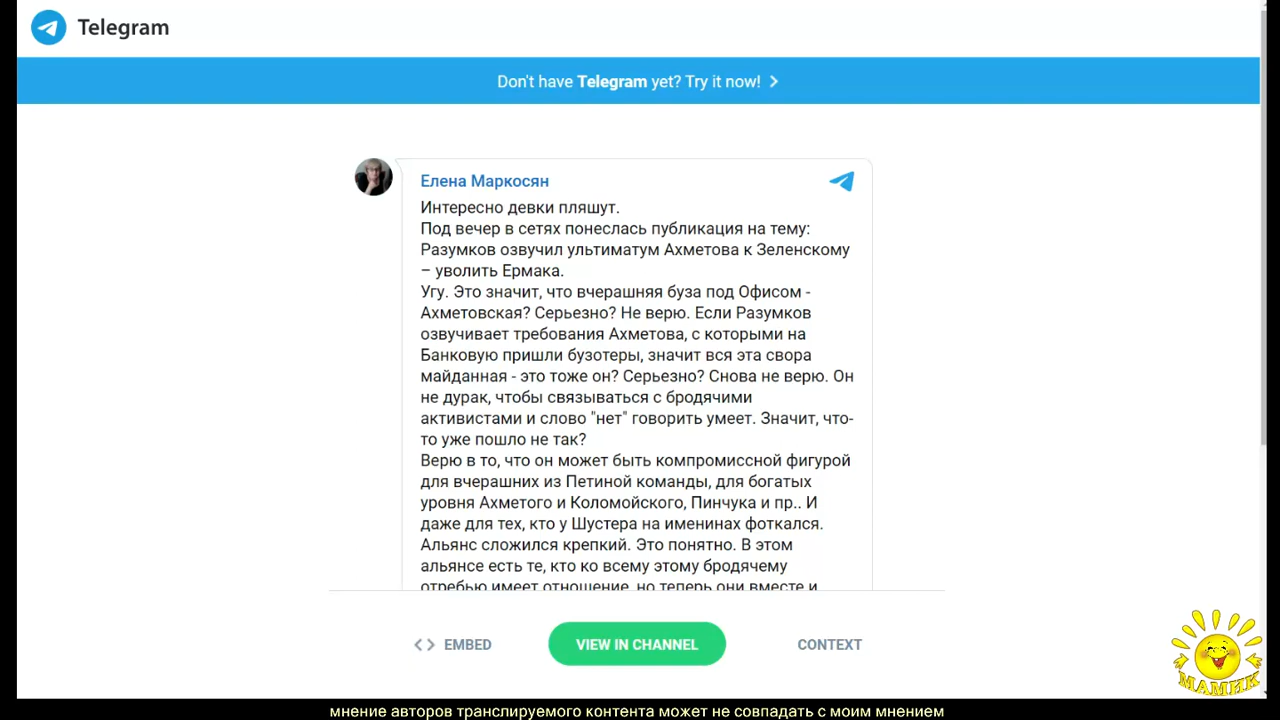 Telegram
Don't have Telegram yet? Try it now!
Елена Маркосян
Интересно девки пляшут.
Под вечер в сетях понеслась публикация на тему:
Разумков озвучил ультиматум Ахметова к Зеленскому
– уволить Ермака.
Угу. Это значит, что вчерашняя буза под Офисом -
Ахметовская? Серьезно? Не верю. Если Разумков
озвучивает требования Ахметова, с которыми на
Банковую пришли бузотеры, значит вся эта свора
майданная - это тоже он? Серьезно? Снова не верю. Он
не дурак, чтобы связываться с бродячими
активистами и слово "нет" говорить умеет. Значит, что-
то уже пошло не так?
Верю в то, что он может быть компромиссной фигурой
для вчерашних из Петиной команды, для богатых
уровня Ахметого и Коломойского, Пинчука и пр.. И
даже для тех, кто у Шустера на именинах фоткался.
Альянс сложился крепкий. Это понятно. В этом
альянсе есть те, кто ко всему этому бродячему
отребью имеет отношение, но теперь они вместе и
EMBED
VIEW IN CHANNEL
CONTEXT
МАМИК
мнение авторов транслируемого контента может не совпадать с моим мнением